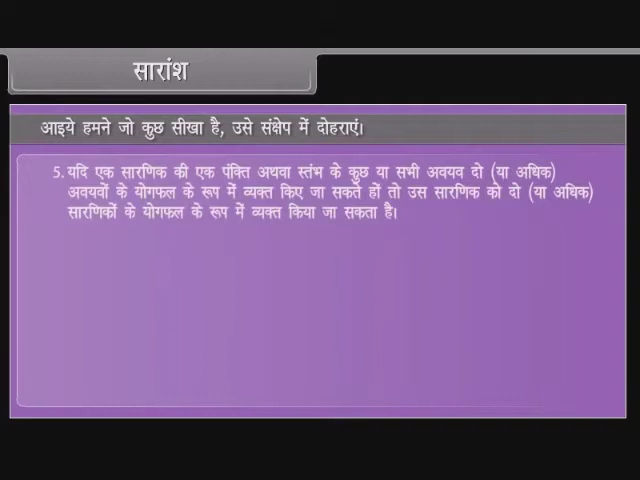 सारांश
आइये हमने जो कुछ सीखा है, उसे संक्षेप में दोहराएं।
5. यदि एक सारणिक की एक पंक्ति अथवा स्तंभ के कुछ या सभी अवयव दो (या अधिक)
अवयवों के योगफल के रूप में व्यक्त किए जा सकते हों तो उस सारणिक को दो (या अधिक)
सारणिकों के योगफल के रूप में व्यक्त किया जा सकता है।